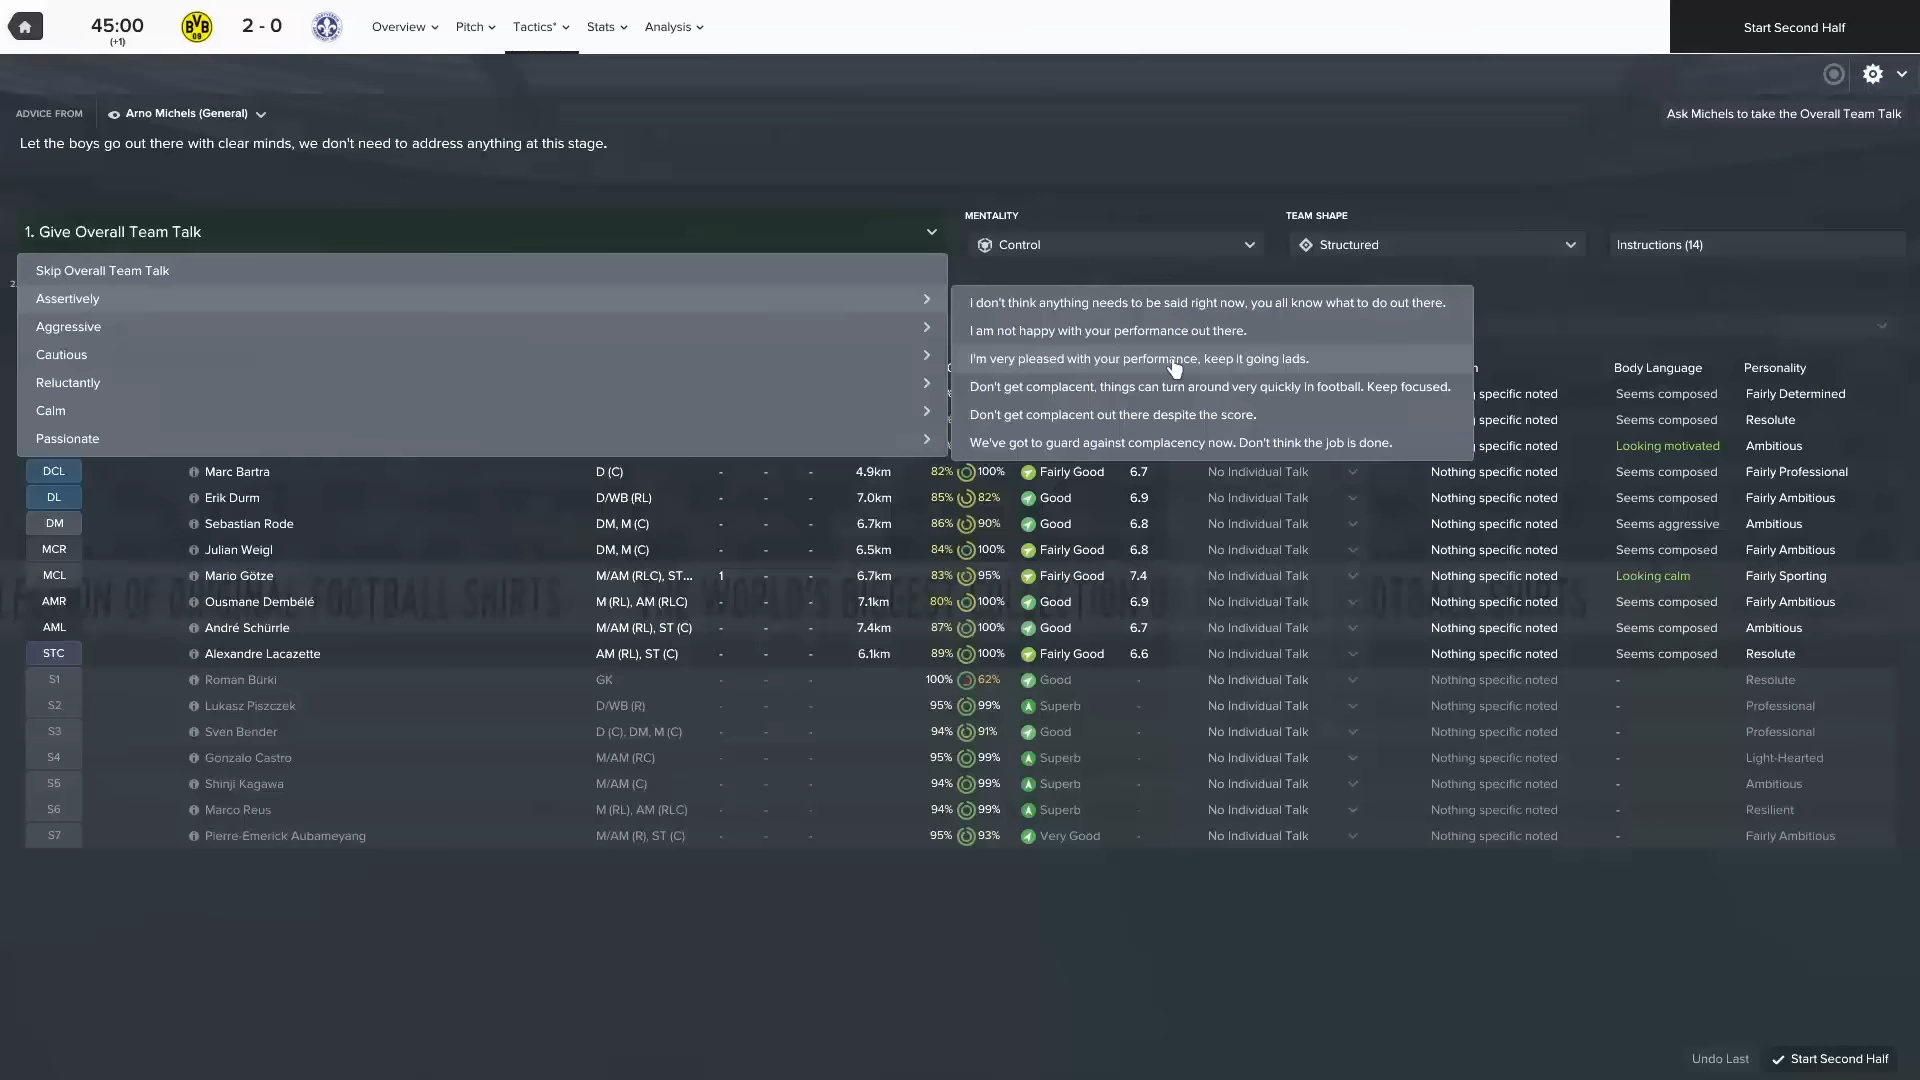 45:00
(+1)
BVB
09
2 - 0
Overview
Pitch
Tactics*
Stats
Analysis
Start Second Half
ADVICE FROM
Arno Michels (General)
Ask Michels to take the Overall Team Talk
Let the boys go out there with clear minds, we don't need to address anything at this stage.
MENTALITY
TEAM SHAPE
1. Give Overall Team Talk
Control
Structured
Instructions (14)
Skip Overall Team Talk
2.
Assertively
Aggressive
Cautious
Reluctantly
Calm
Passionate
I don't think anything needs to be said right now, you all know what to do out there.
I am not happy with your performance out there.
I'm very pleased with your performance, keep it going lads.
Don't get complacent, things can turn around very quickly in football. Keep focused.
Don't get complacent out there despite the score.
We've got to guard against complacency now. Don't think the job is done.
Body Language Personality
specific noted Seems composed Fairly Determined
specific noted Seems composed Resolute
specific noted Looking motivated Ambitious
DCL Marc Bartra D (C) - - - 4.9km 82% 100% Fairly Good 6.7 No Individual Talk Nothing specific noted Seems composed Fairly Professional
DL Erik Durm D/WB (RL) - - - 7.0km 85% 82% Good 6.9 No Individual Talk Nothing specific noted Seems composed Fairly Ambitious
DM Sebastian Rode DM, M (C) - - - 6.7km 86% 90% Good 6.8 No Individual Talk Nothing specific noted Seems aggressive Ambitious
MCR Julian Weigl DM, M (C) - - - 6.5km 84% 100% Fairly Good 6.8 No Individual Talk Nothing specific noted Seems composed Fairly Ambitious
MCL Mario Götze M/AM (RLC), ST... 1 - - 6.7km 83% 95% Fairly Good 7.4 No Individual Talk Nothing specific noted Looking calm Fairly Sporting
AMR Ousmane Dembélé M (RL), AM (RLC) - - - 7.1km 80% 100% Good 6.9 No Individual Talk Nothing specific noted Seems composed Fairly Ambitious
AML André Schürrle M/AM (RL), ST (C) - - - 7.4km 87% 100% Good 6.7 No Individual Talk Nothing specific noted Seems composed Ambitious
STC Alexandre Lacazette AM (RL), ST (C) - - - 6.1km 89% 100% Fairly Good 6.6 No Individual Talk Nothing specific noted Seems composed Resolute
S1 Roman Bürki GK - - - - 100% 62% Good - No Individual Talk Nothing specific noted - Resolute
S2 Lukasz Piszczek D/WB (R) - - - - 95% 99% Superb - No Individual Talk Nothing specific noted - Professional
S3 Sven Bender D (C), DM, M (C) - - - - 94% 91% Good - No Individual Talk Nothing specific noted - Professional
S4 Gonzalo Castro M/AM (RC) - - - - 95% 99% Superb - No Individual Talk Nothing specific noted - Light-Hearted
S5 Shinji Kagawa M/AM (C) - - - - 94% 99% Superb - No Individual Talk Nothing specific noted - Ambitious
S6 Marco Reus M (RL), AM (RLC) - - - - 94% 99% Superb - No Individual Talk Nothing specific noted - Resilient
S7 Pierre-Emerick Aubameyang M/AM (R), ST (C) - - - - 95% 93% Very Good - No Individual Talk Nothing specific noted - Fairly Ambitious
Undo Last
Start Second Half